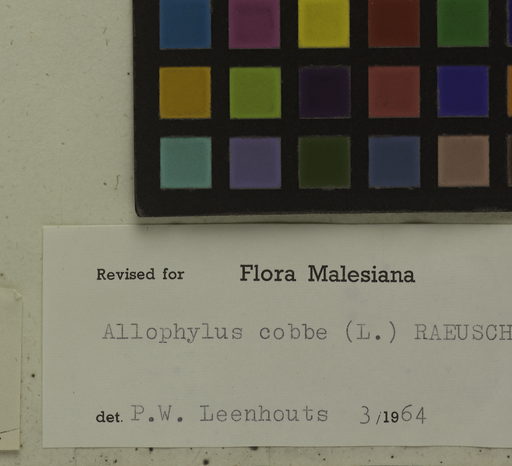 Revised for Flora Malesiana
Allophylus cobbe (L.) RAEUSCH
det. P.W. Leenhouts 3/1964